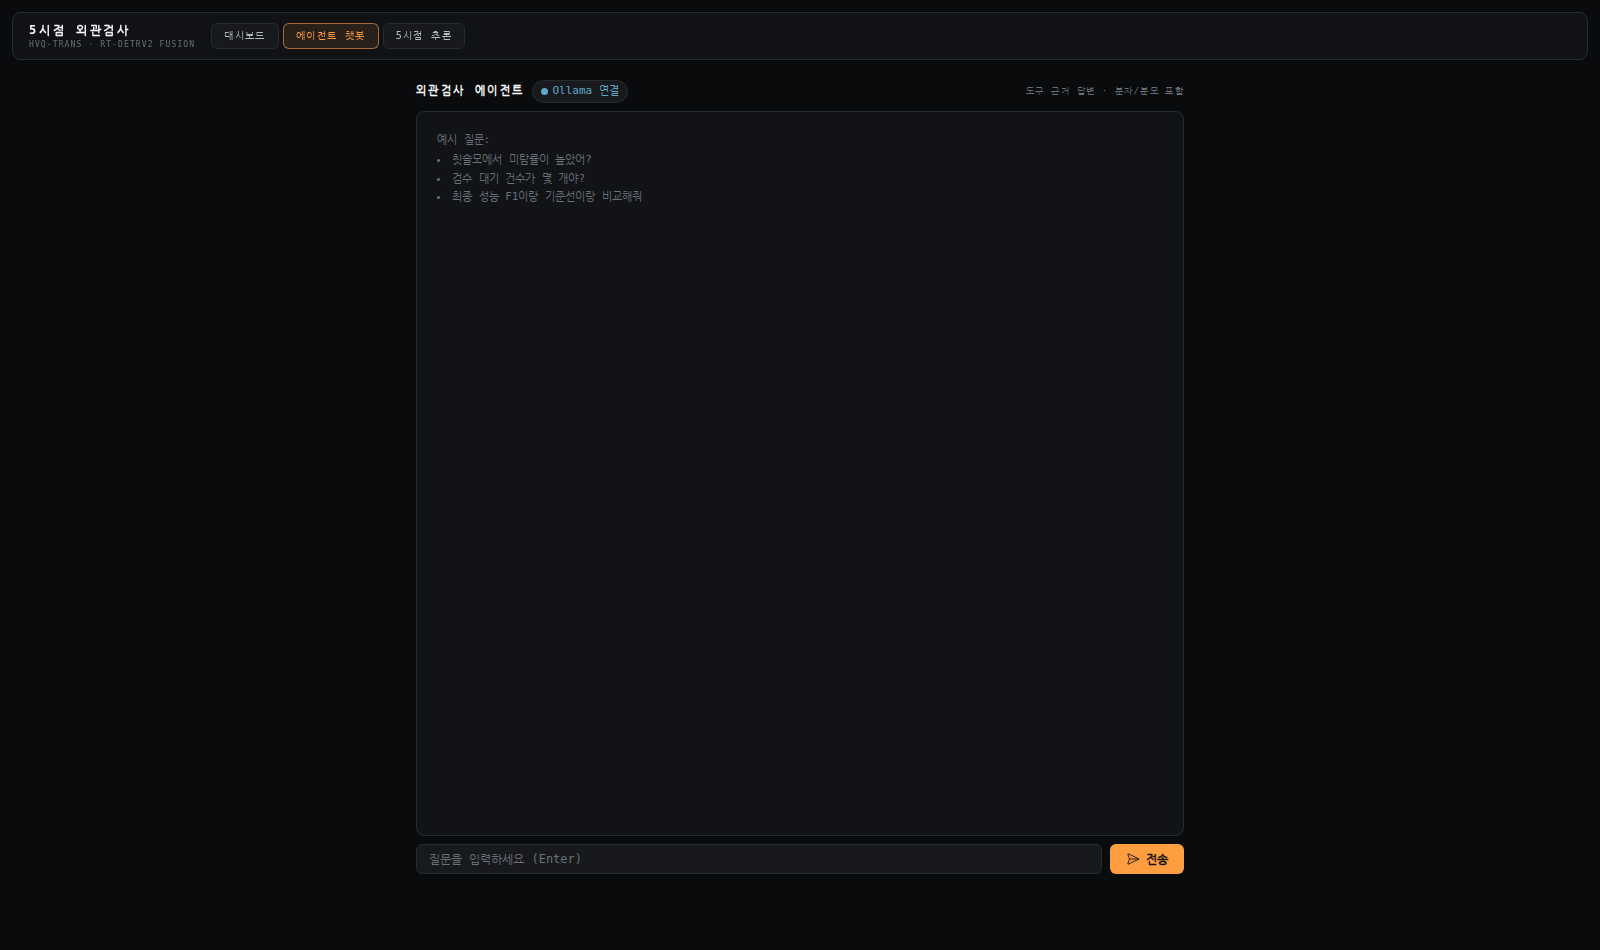 5시점 외관검사
HVQ-TRANS · RT-DETRV2 FUSION
대시보드
에이전트 챗봇
5시점 추론
외관검사 에이전트
Ollama 연결
도구 근거 답변 · 분자/분모 포함
예시 질문:
• 칫솔모에서 미탐률이 높았어?
• 검수 대기 건수가 몇 개야?
• 최종 성능 F1이랑 기준선이랑 비교해줘
질문을 입력하세요 (Enter)
전송